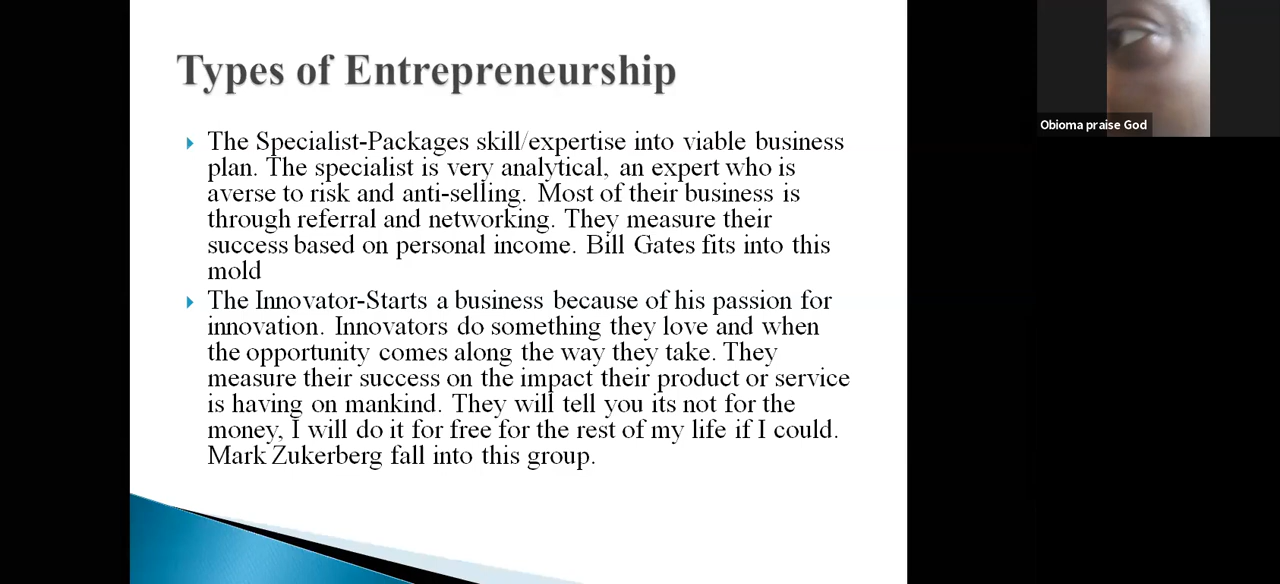 Types of Entrepreneurship
The Specialist-Packages skill/expertise into viable business
plan. The specialist is very analytical, an expert who is
averse to risk and anti-selling. Most of their business is
through referral and networking. They measure their
success based on personal income. Bill Gates fits into this
mold
The Innovator-Starts a business because of his passion for
innovation. Innovators do something they love and when
the opportunity comes along the way they take. They
measure their success on the impact their product or service
is having on mankind. They will tell you its not for the
money, I will do it for free for the rest of my life if I could.
Mark Zukerberg fall into this group.
Obioma praise God